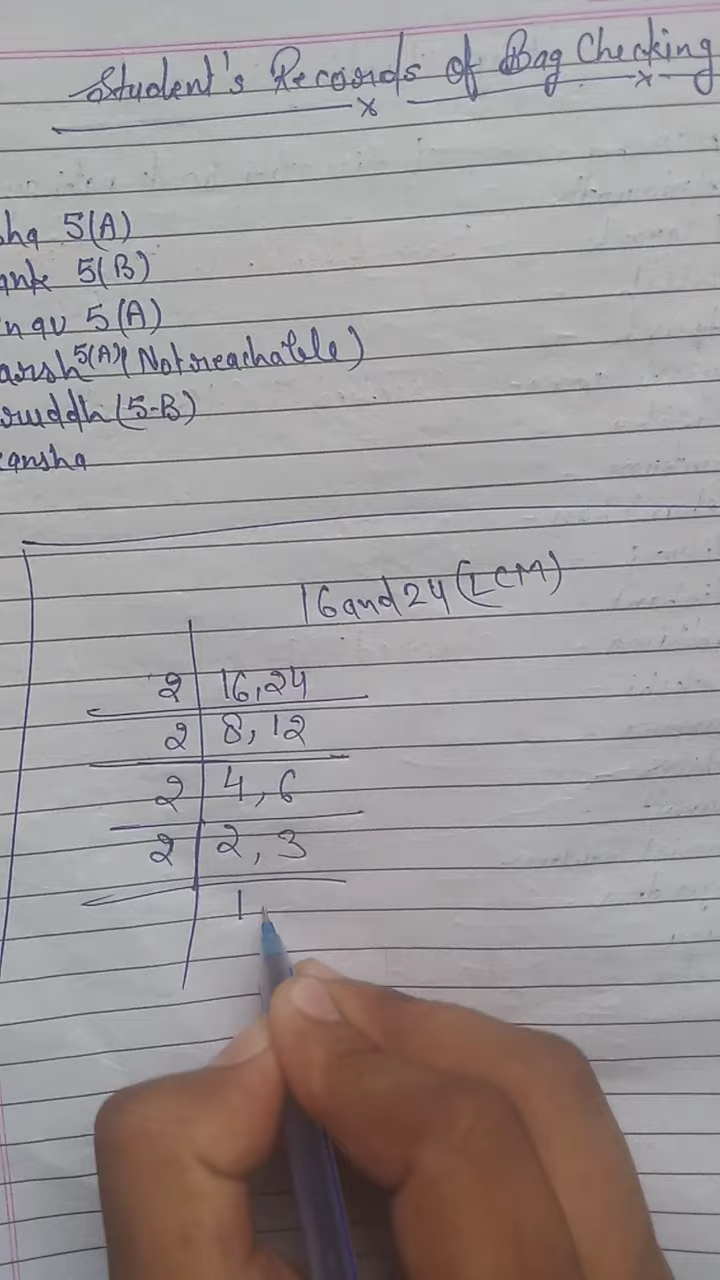 Student's Records of Bag Checking
5(A)
5(B)
5(A)
5(A) (Not reachable)
(5-B)
16 and 24 (LCM)
2 16, 24
2 8, 12
2 4, 6
2 2, 3
1